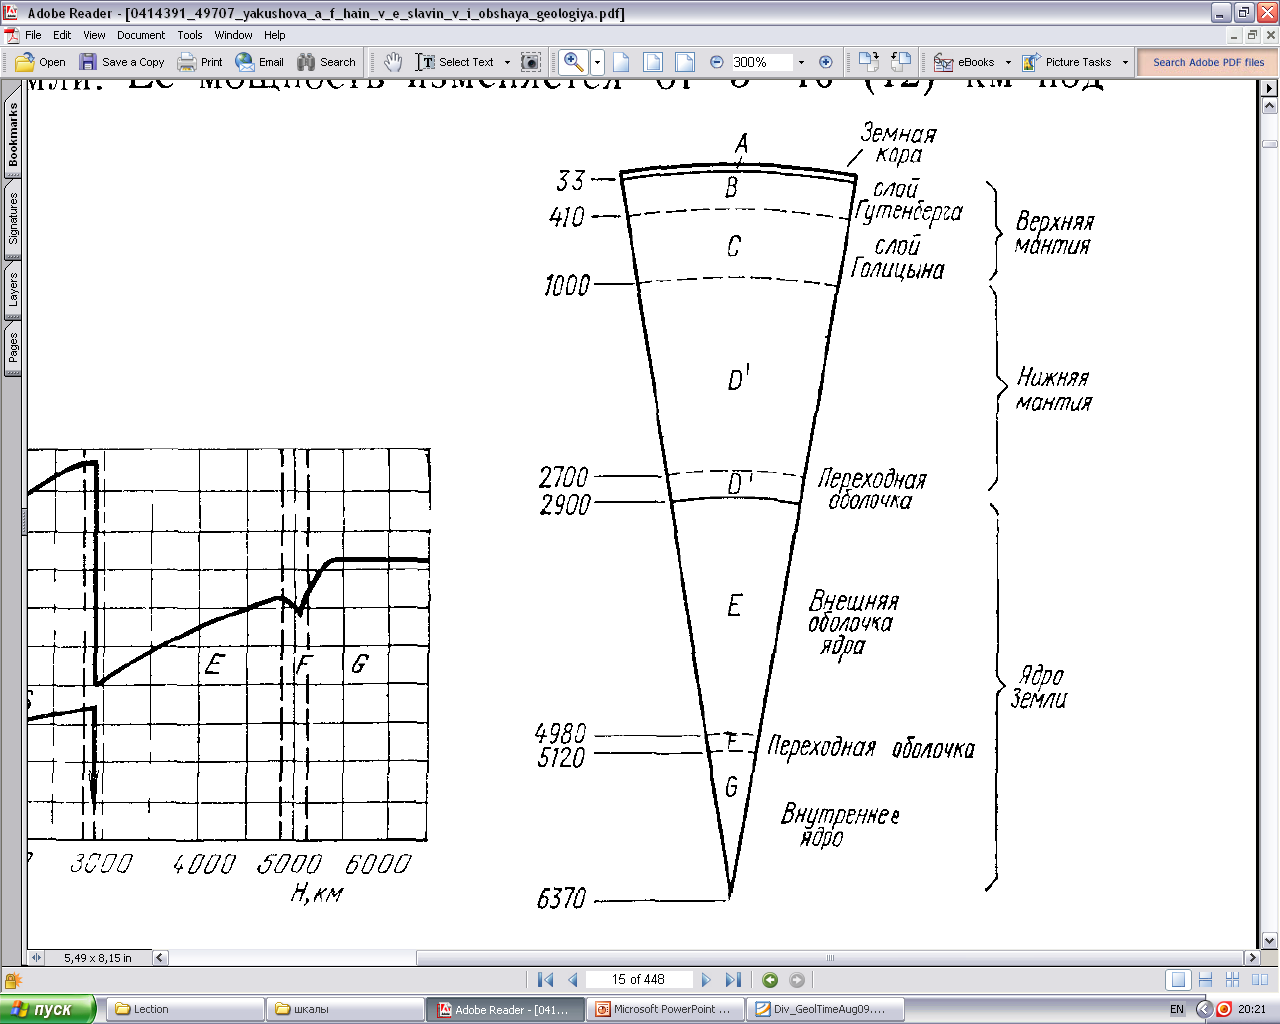 Adobe Reader - [0414391_49707_yakushova_a_f_hain_v_e_slavin_v_i_obshaya_geologiya.pdf]
File Edit View Document Tools Window Help
Open Save a Copy Print Email Search Select Text 300% eBooks Picture Tasks Search Adobe PDF files
Bookmarks
Signatures
Layers
Pages
мощность изменяется от
A
Земная
кора
33
B
слой
Гутенберга
410
C
слой
Голицына
Верхняя
мантия
1000
D'
Нижняя
мантия
2700
D'
Переходная
оболочка
2900
E
Внешняя
оболочка
ядра
Ядро
Земли
4980
F
Переходная оболочка
5120
G
Внутреннее
ядро
6370
E F G
3000 4000 5000 6000
H, км
5,49 x 8,15 in
15 of 448
пуск Lection шкалы Adobe Reader - [041... Microsoft PowerPoint ... Div_GeolTimeAug09.... EN 20:21